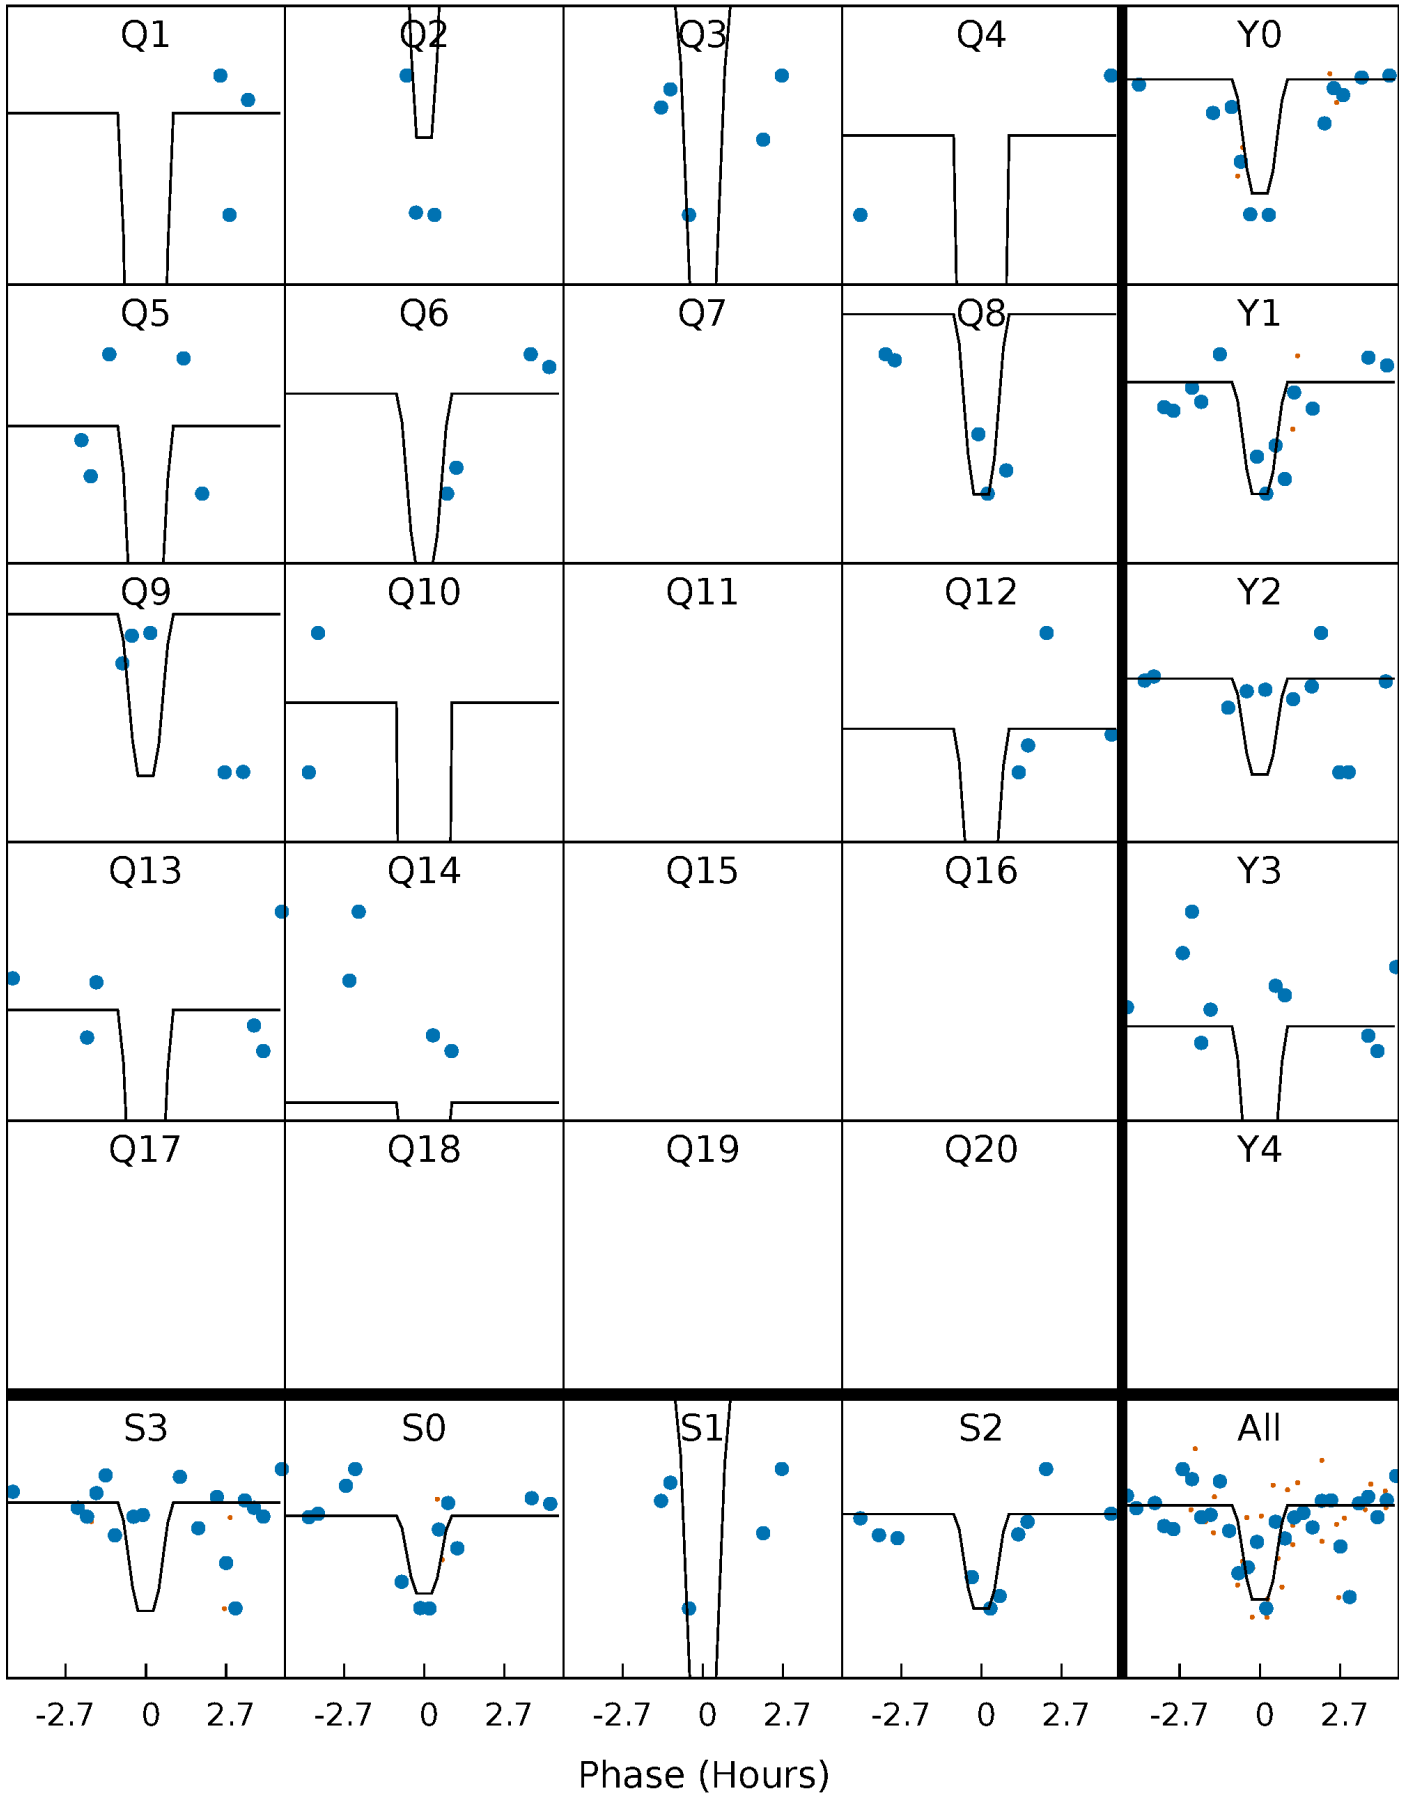 Q1 Q2 Q3 Q4 Y0
Q5 Q6 Q7 Q8 Y1
Q9 Q10 Q11 Q12 Y2
Q13 Q14 Q15 Q16 Y3
Q17 Q18 Q19 Q20 Y4
S3 S0 S1 S2 All
-2.7 0 2.7 -2.7 0 2.7 -2.7 0 2.7 -2.7 0 2.7 -2.7 0 2.7
Phase (Hours)